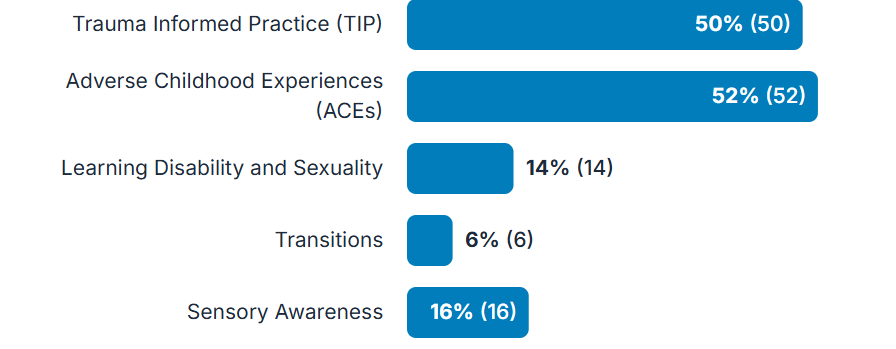 Trauma Informed Practice (TIP) 50% (50)
Adverse Childhood Experiences
(ACEs) 52% (52)
Learning Disability and Sexuality 14% (14)
Transitions 6% (6)
Sensory Awareness 16% (16)